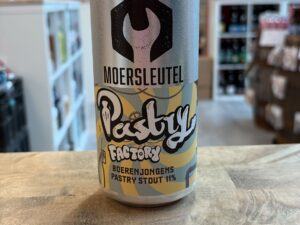 MOERSLEUTEL
Pastry
FACTORY
BOERENJONGENS
PASTRY STOUT 11%